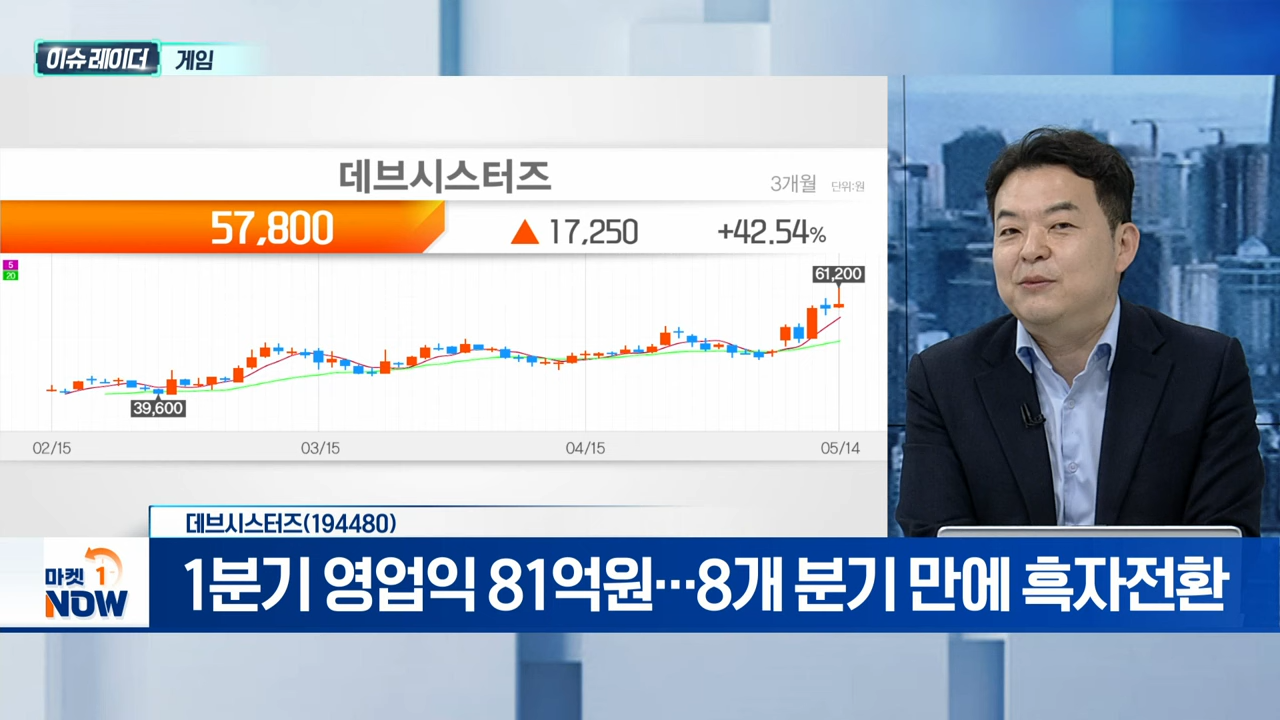 이슈 레이더 게임
데브시스터즈
3개월 단위:원
57,800 ▲ 17,250 +42.54%
5
20
61,200
39,600
02/15 03/15 04/15 05/14
데브시스터즈(194480)
마켓 1
NOW
1분기 영업익 81억원…8개 분기 만에 흑자전환